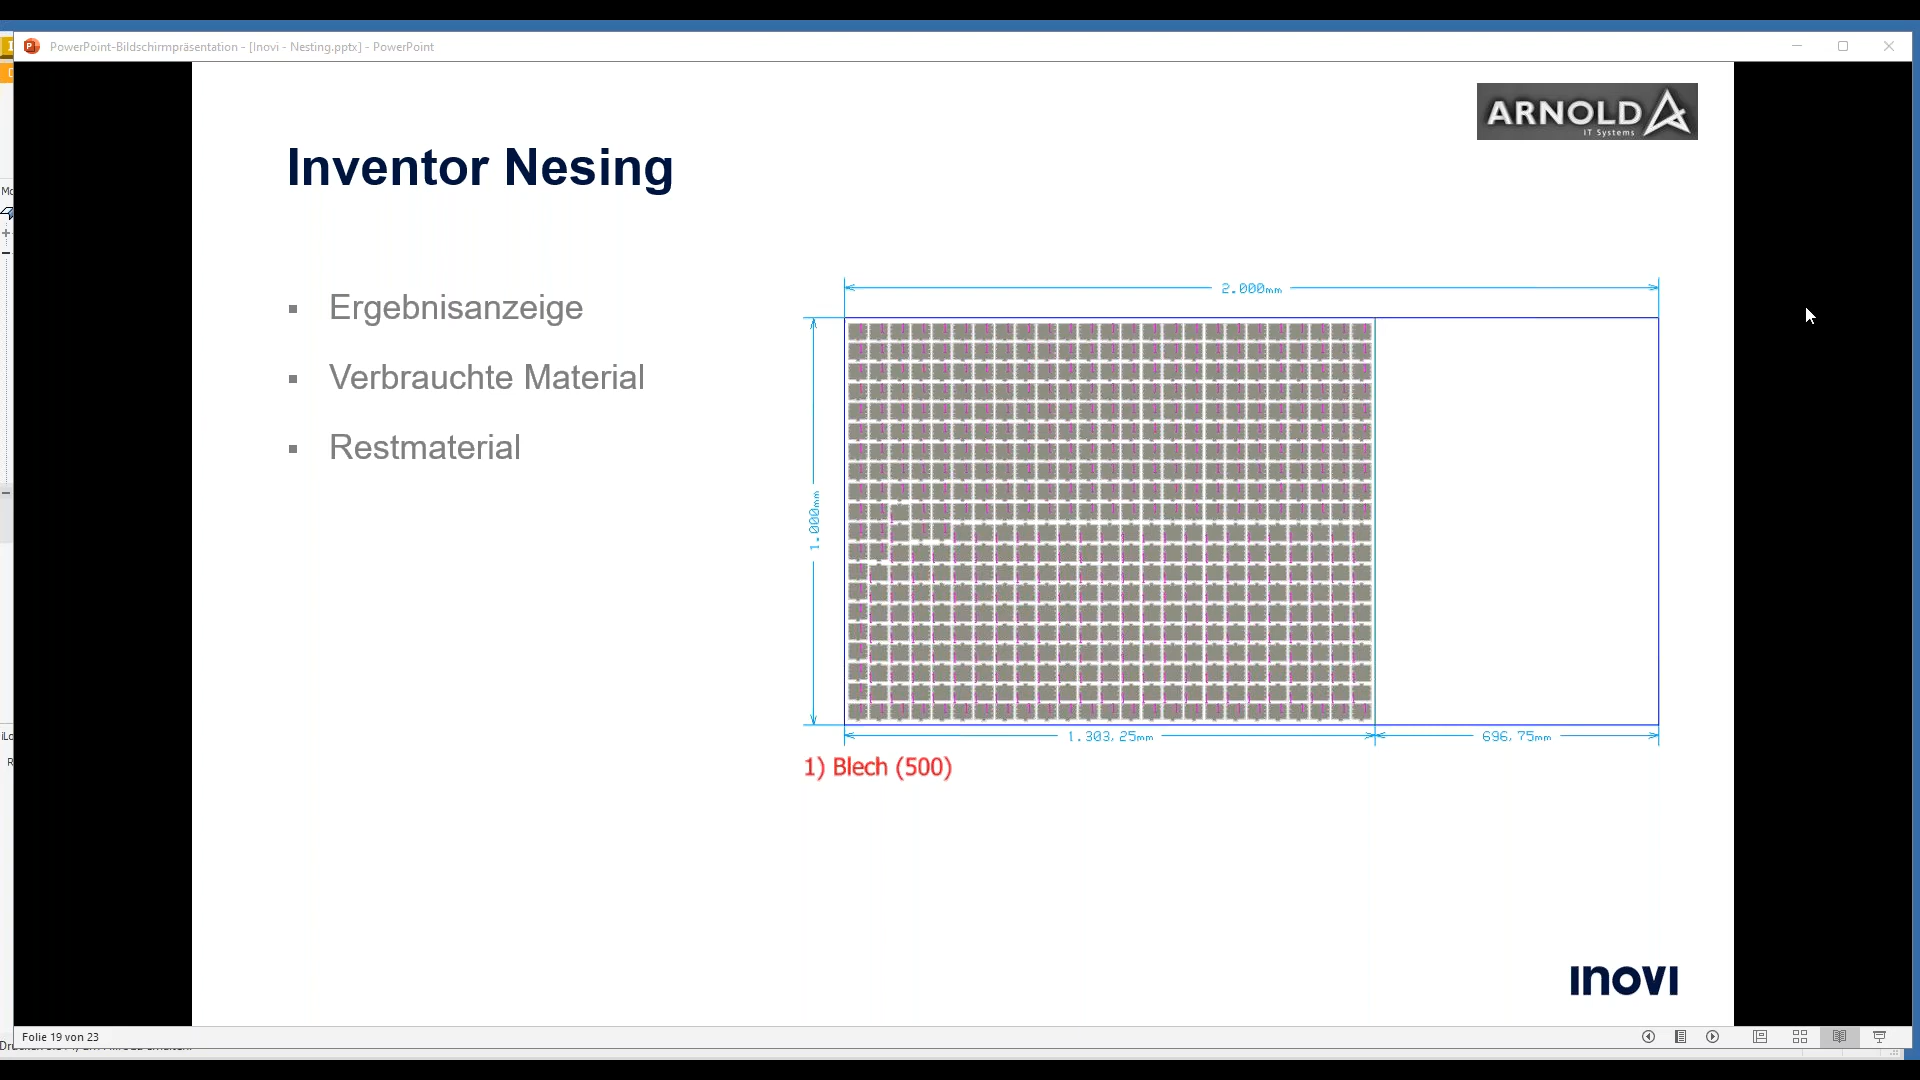 PowerPoint-Bildschirmpräsentation - [Inovi - Nesting.pptx] - PowerPoint
ARNOLD
IT Systems
Inventor Nesing
Ergebnisanzeige
Verbrauchte Material
Restmaterial
2.000mm
1.000mm
1.303,25mm
696,75mm
1) Blech (500)
INOVI
Folie 19 von 23